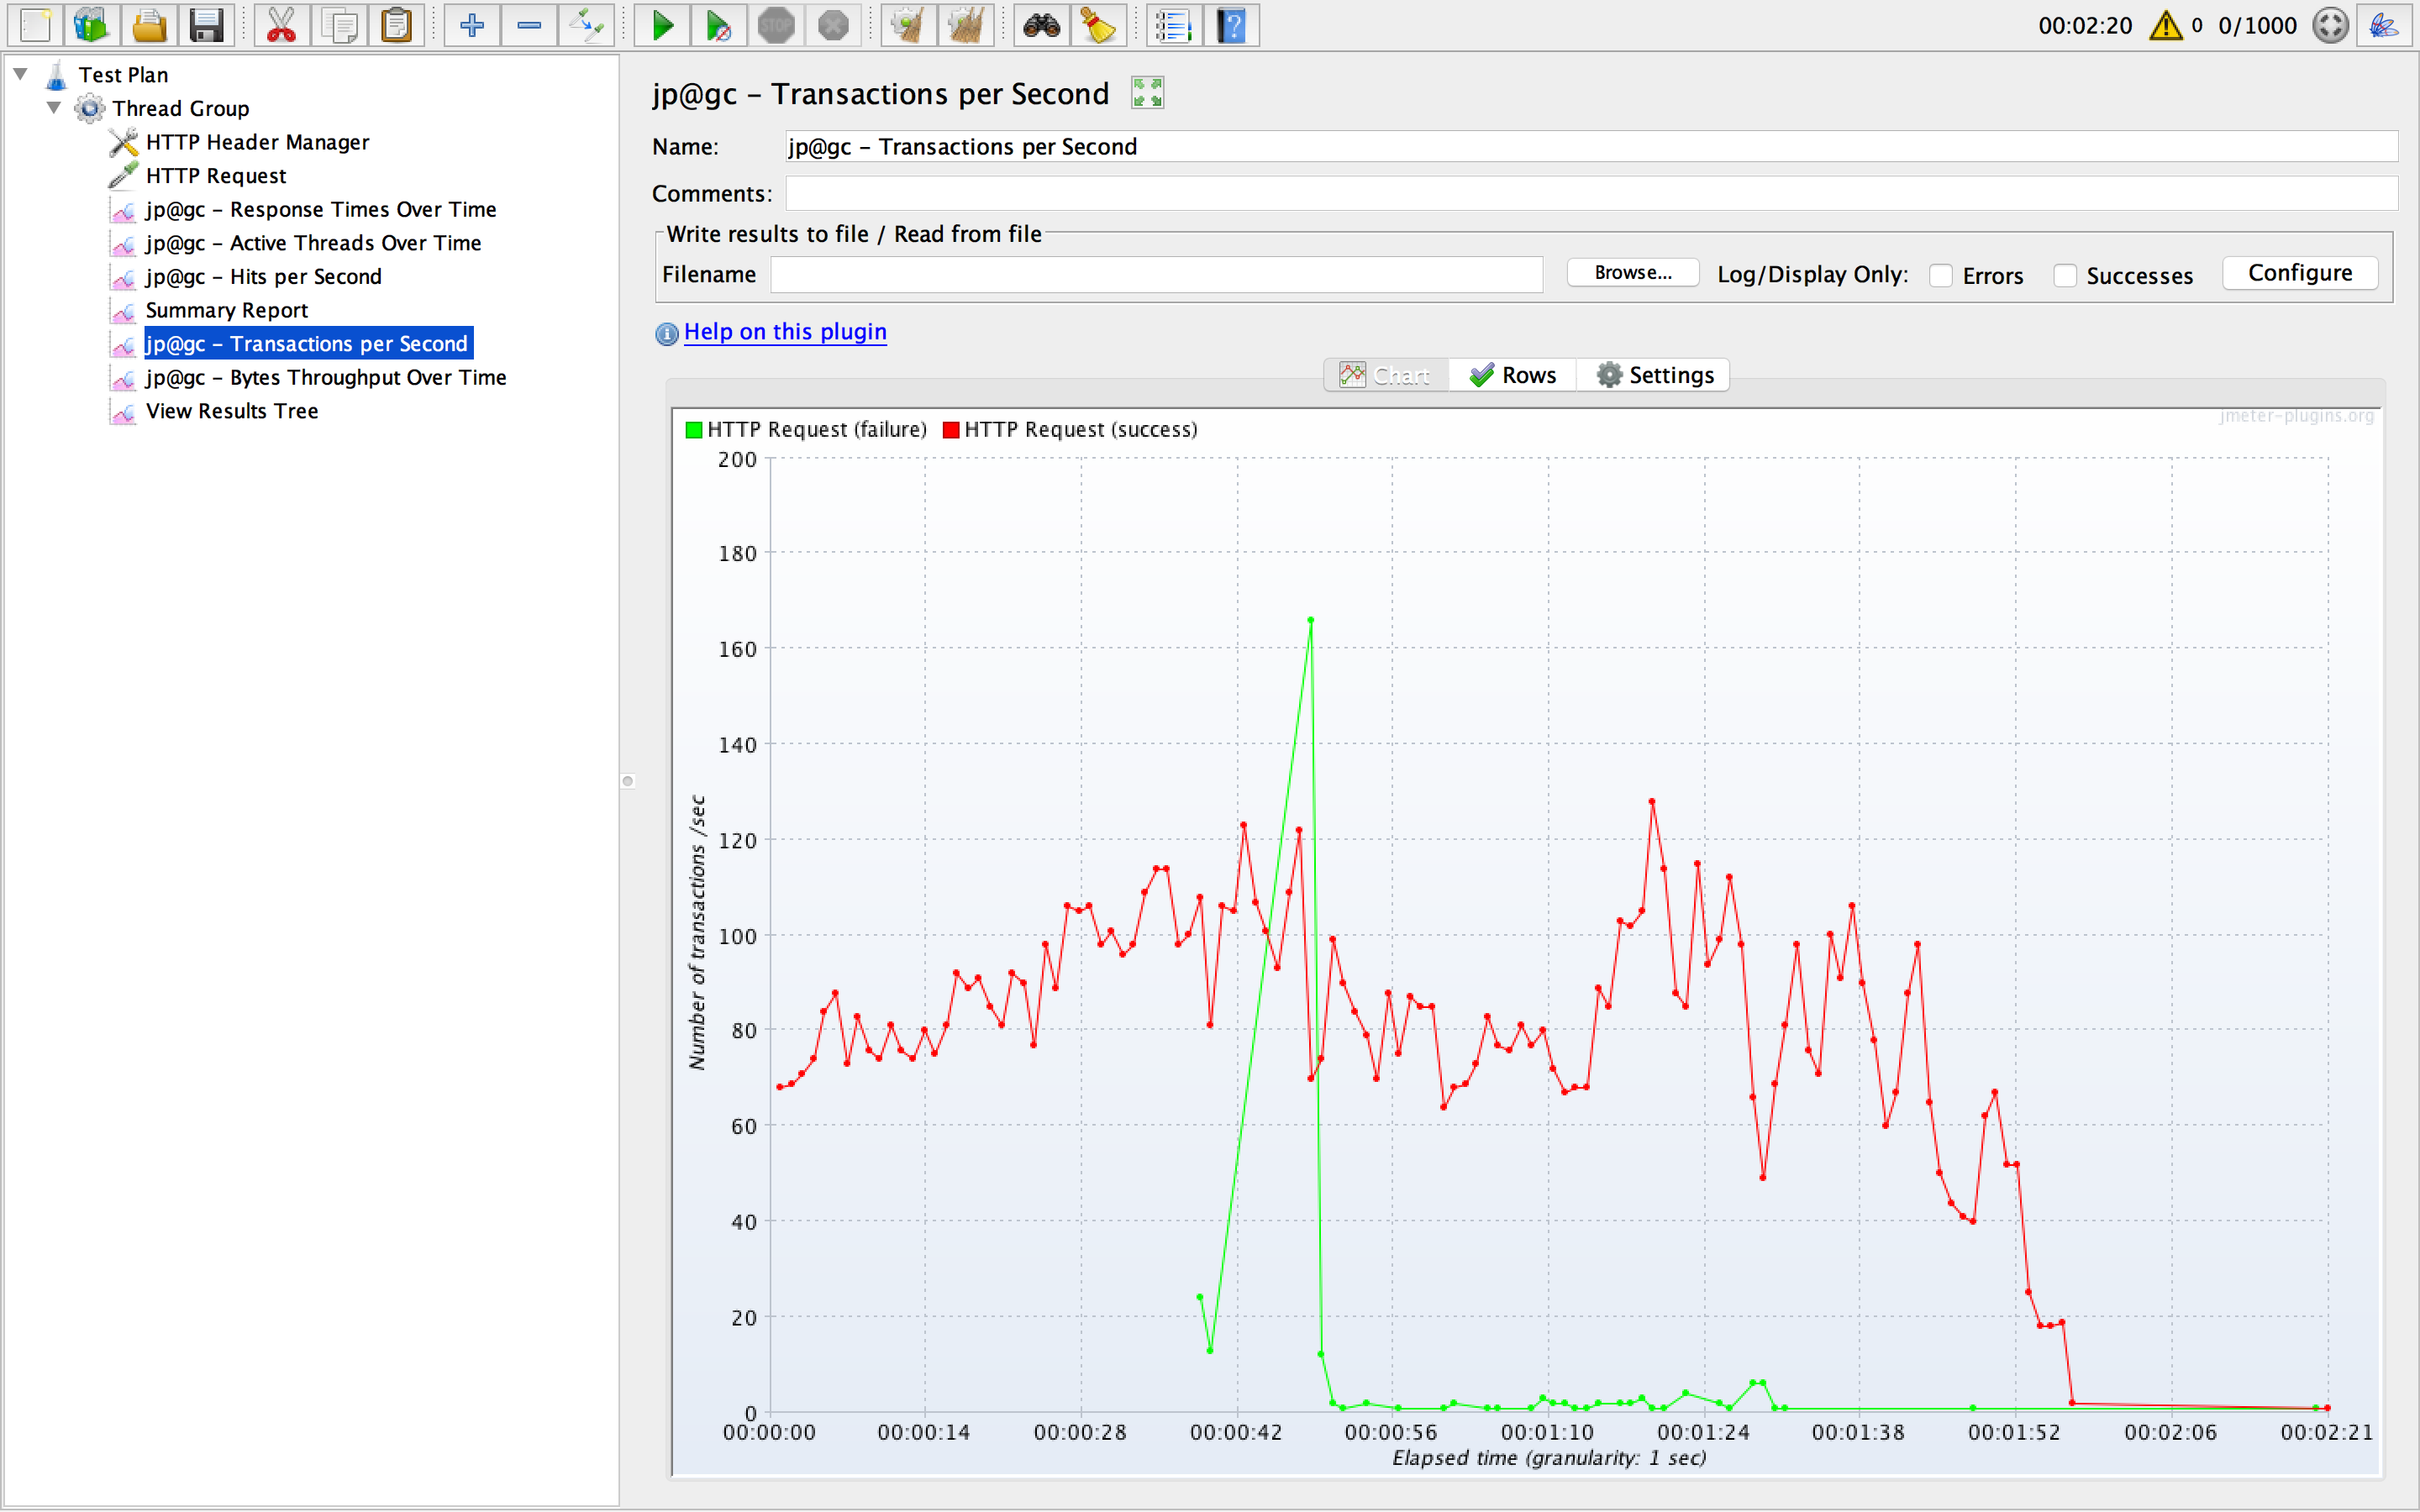 STOP
00:02:20 0 0/1000
Test Plan
Thread Group
HTTP Header Manager
HTTP Request
jp@gc – Response Times Over Time
jp@gc – Active Threads Over Time
jp@gc – Hits per Second
Summary Report
jp@gc – Transactions per Second
jp@gc – Bytes Throughput Over Time
View Results Tree
jp@gc – Transactions per Second
Name: jp@gc – Transactions per Second
Comments:
Write results to file / Read from file
Filename Browse... Log/Display Only: Errors Successes Configure
Help on this plugin
Chart Rows Settings
jmeter-plugins.org
HTTP Request (failure) HTTP Request (success)
200
180
160
140
120
100
80
60
40
20
0
Number of transactions /sec
00:00:00 00:00:14 00:00:28 00:00:42 00:00:56 00:01:10 00:01:24 00:01:38 00:01:52 00:02:06 00:02:21
Elapsed time (granularity: 1 sec)